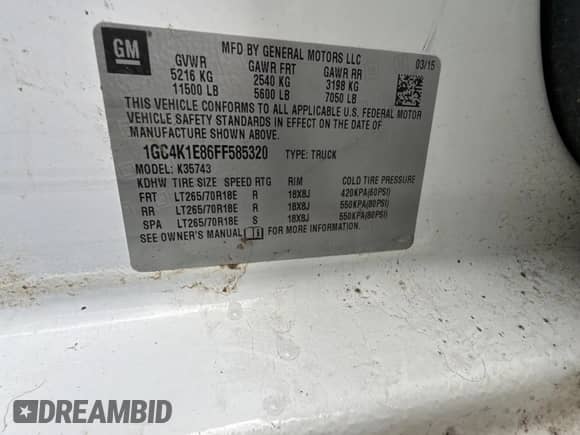 GM
MFD BY GENERAL MOTORS LLC
03/15
GVWR GAWR FRT GAWR RR
5216 KG 2540 KG 3198 KG
11500 LB 5600 LB 7050 LB
THIS VEHICLE CONFORMS TO ALL APPLICABLE U.S. FEDERAL MOTOR
VEHICLE SAFETY STANDARDS IN EFFECT ON THE DATE OF
MANUFACTURE SHOWN ABOVE.
1GC4K1E86FF585320 TYPE: TRUCK
MODEL: K35743
KDHW TIRE SIZE SPEED RTG RIM COLD TIRE PRESSURE
FRT LT265/70R18E R 18X8J 420KPA(60PSI)
RR LT265/70R18E R 18X8J 550KPA(80PSI)
SPA LT265/70R18E S 18X8J 550KPA(80PSI)
SEE OWNER'S MANUAL FOR MORE INFORMATION.
DREAMBID